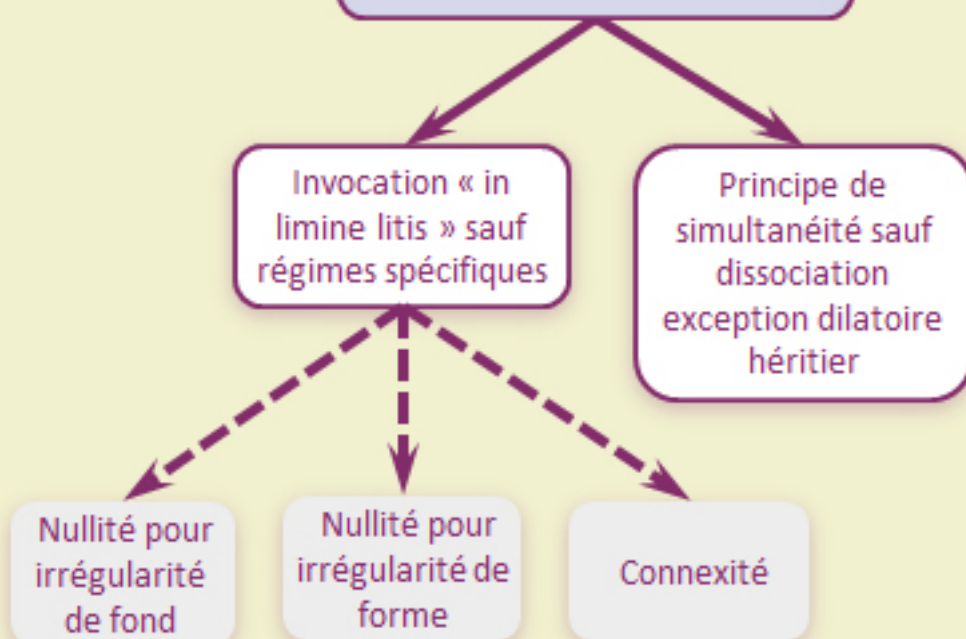 Invocation « in
limine litis » sauf
régimes spécifiques
Principe de
simultanéité sauf
dissociation
exception dilatoire
héritier
Nullité pour
irrégularité
de fond
Nullité pour
irrégularité de
forme
Connexité